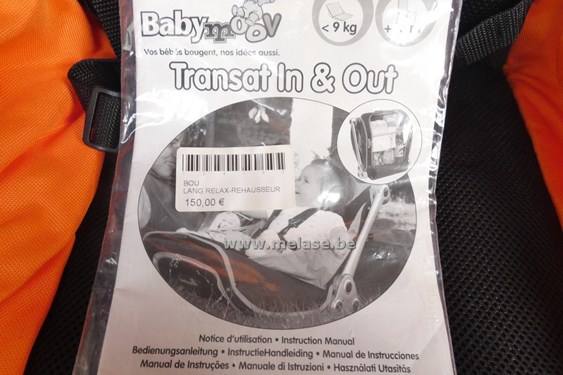 Babymoov
Vos bébés bougent, nos idées aussi.
< 9 kg
Transat In & Out
BOU
LANG RELAX-REHAUSSEUR
150,00 €
www.melase.be
Notice d'utilisation • Instruction Manual
Bedienungsanleitung • InstructieHandleiding • Manual de Instrucciones
Manual de Instruções • Manuale di Istruzioni • Használati Utasitás